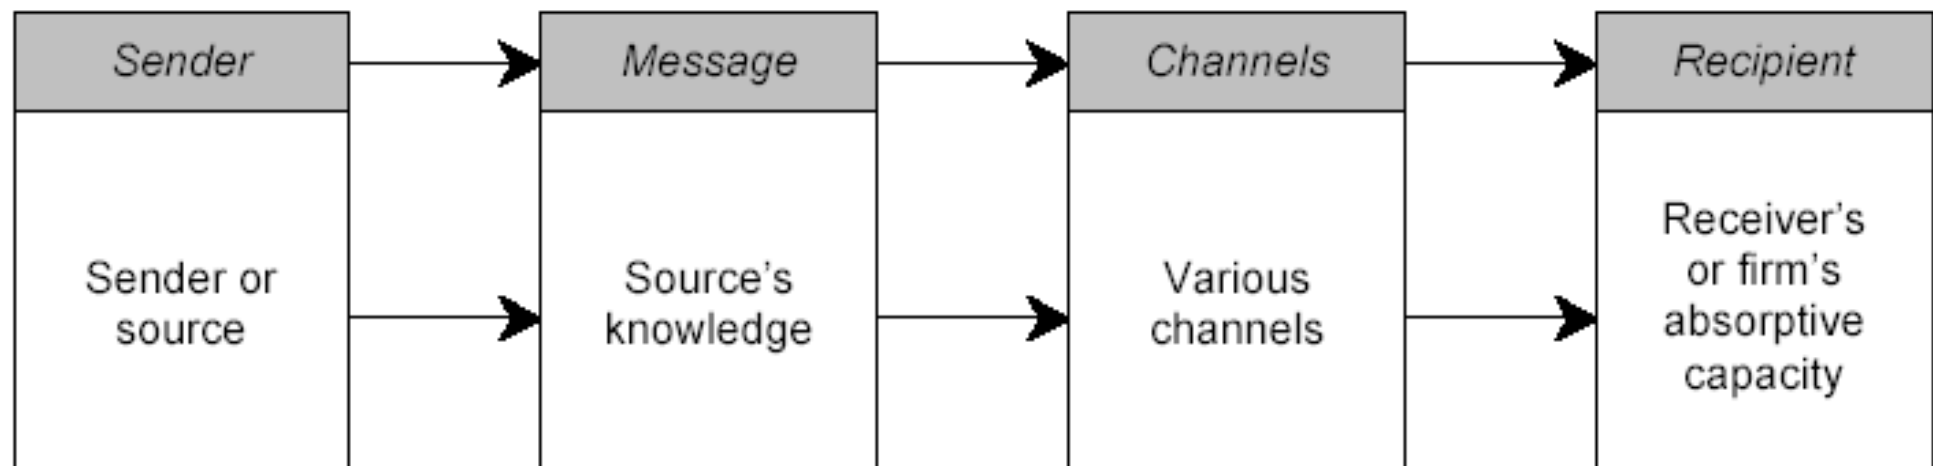 Sender
Message
Channels
Recipient
Sender or
source
Source’s
knowledge
Various
channels
Receiver’s
or firm’s
absorptive
capacity